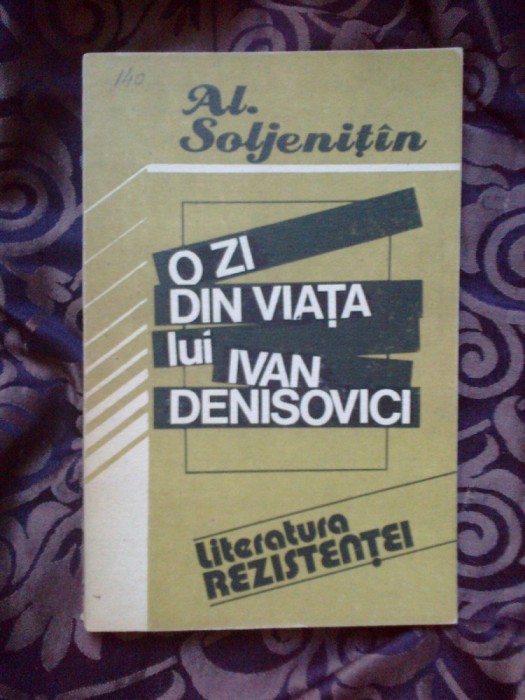 140
Al.
Soljenițîn
O ZI
DIN VIAȚA
lui IVAN
DENISOVICI
Literatura
REZISTENȚEI